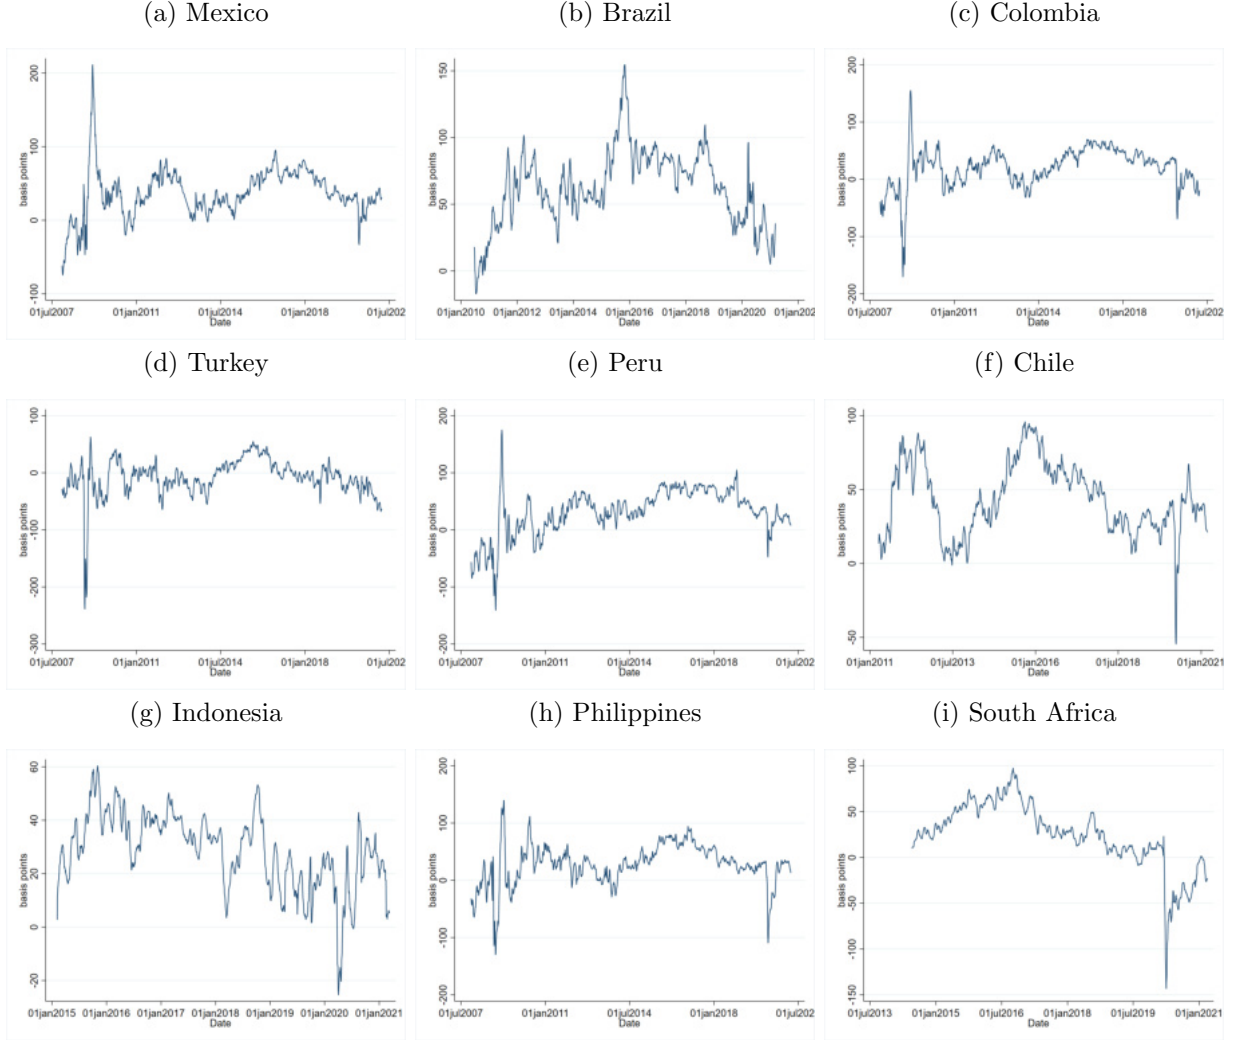 (a) Mexico
(b) Brazil
(c) Colombia
basis points
200
100
0
-100
01jul2007
01jan2011
01jul2014
01jan2018
01jul202
Date
basis points
150
100
50
0
01jan2010
01jan2012
01jan2014
01jan2016
01jan2018
01jan2020
01jan202
Date
basis points
200
100
0
-100
-200
01jul2007
01jan2011
01jul2014
01jan2018
01jul202
Date
(d) Turkey
(e) Peru
(f) Chile
basis points
100
0
-100
-200
-300
01jul2007
01jan2011
01jul2014
01jan2018
01jul202
Date
basis points
200
100
0
-100
-200
01jul2007
01jan2011
01jul2014
01jan2018
01jul202
Date
basis points
100
50
0
-50
01jan2011
01jul2013
01jan2016
01jul2018
01jan2021
Date
(g) Indonesia
(h) Philippines
(i) South Africa
basis points
60
40
20
0
-20
01jan2015
01jan2016
01jan2017
01jan2018
01jan2019
01jan2020
01jan2021
Date
basis points
200
100
0
-100
-200
01jul2007
01jan2011
01jul2014
01jan2018
01jul202
Date
basis points
100
50
0
-50
-100
-150
01jul2013
01jan2015
01jul2016
01jan2018
01jul2019
01jan2021
Date